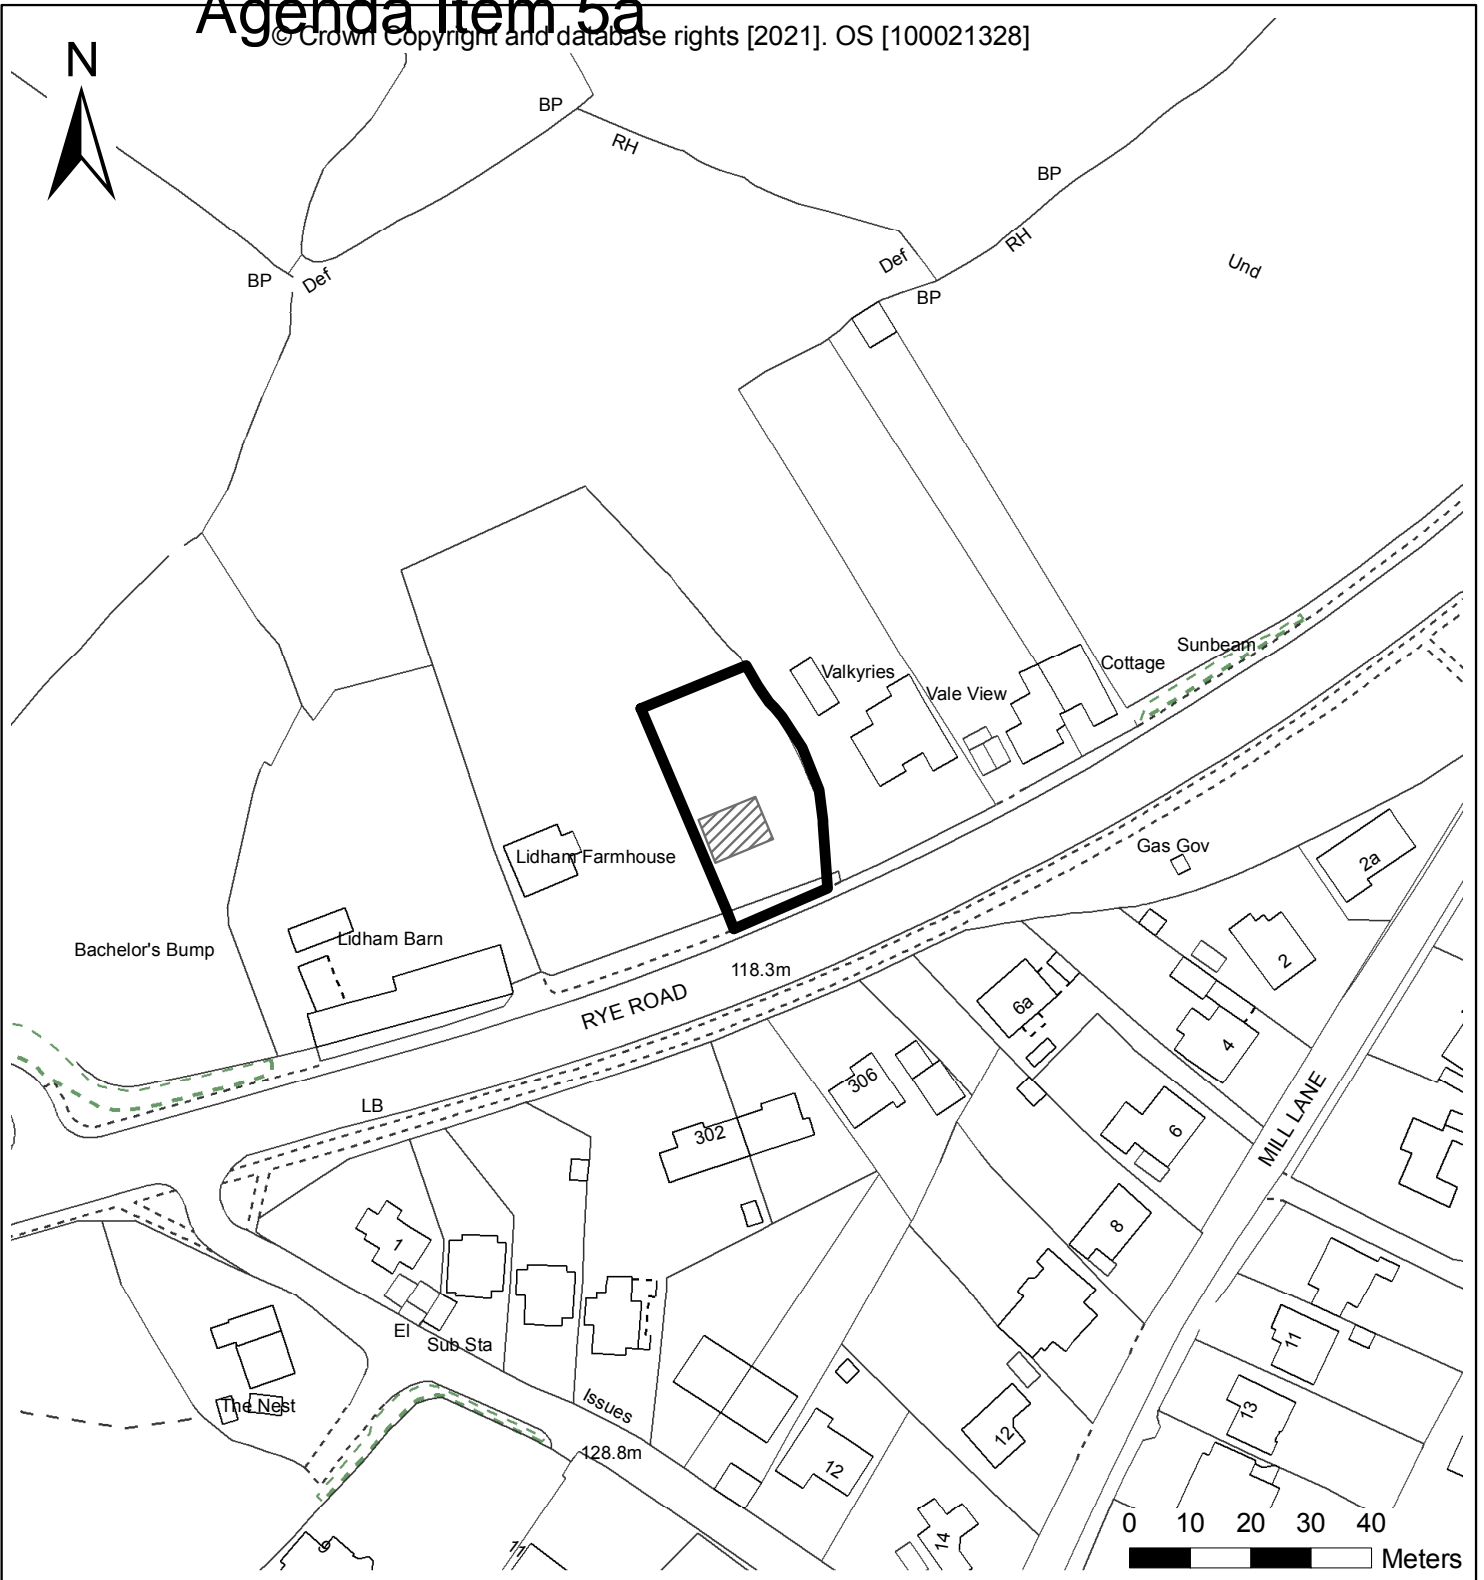 Agenda Item 5a
© Crown Copyright and database rights [2021]. OS [100021328]
N
BP
RH
BP
RH
Def
BP
Def
BP
Und
Sunbeam
Cottage
Valkyries
Vale View
Gas Gov
2a
Lidham Farmhouse
Lidham Barn
Bachelor's Bump
118.3m
RYE ROAD
2
6a
4
306
LB
302
6
MILL LANE
8
1
El
Sub Sta
11
The Nest
Issues
13
12
128.8m
12
14
9
11
0 10 20 30 40
Meters